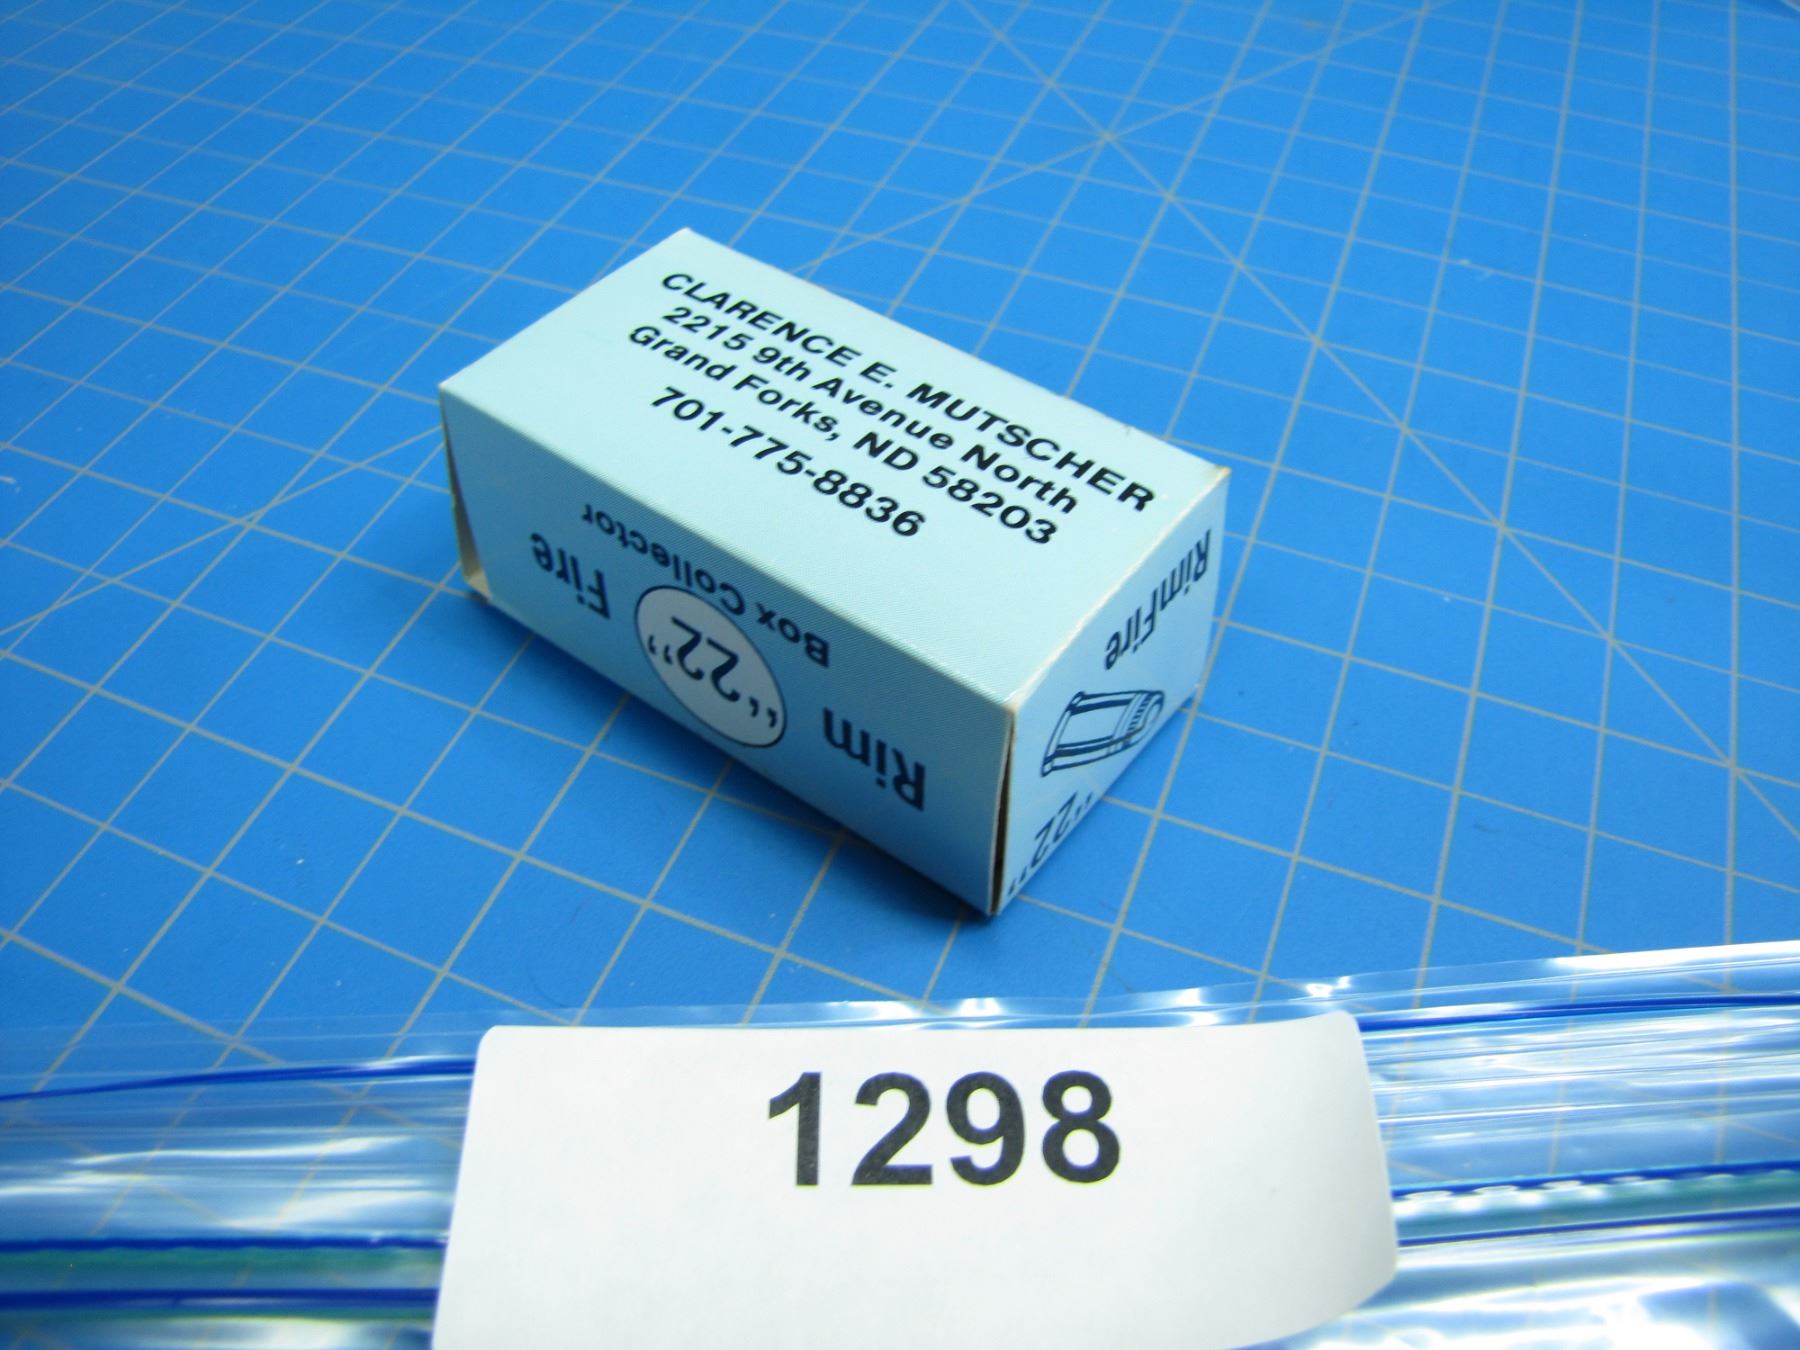 CLARENCE E. MUTSCHER
2215 9th Avenue North
Grand Forks, ND 58203
701-775-8836
Rim "22" Fire
Box Collector
"22"
RimFire
1298